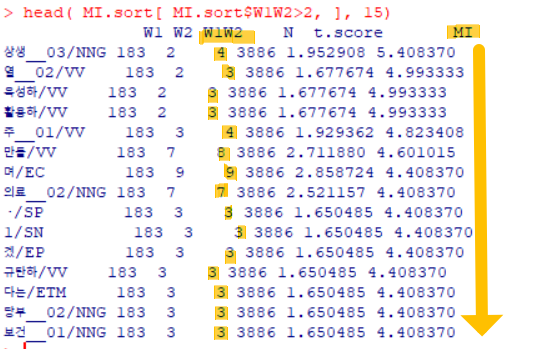 > head( MI.sort[ MI.sort$W1W2>2, ], 15)
W1 W2 W1W2 N t.score MI
상생__03/NNG 183 2 4 3886 1.952908 5.408370
열__02/VV 183 2 3 3886 1.677674 4.993333
육성하/VV 183 2 3 3886 1.677674 4.993333
활용하/VV 183 2 3 3886 1.677674 4.993333
주__01/VV 183 3 4 3886 1.929362 4.823408
만들/VV 183 7 8 3886 2.711880 4.601015
며/EC 183 9 9 3886 2.858724 4.408370
의료__02/NNG 183 7 7 3886 2.521157 4.408370
·/SP 183 3 3 3886 1.650485 4.408370
1/SN 183 3 3 3886 1.650485 4.408370
겠/EP 183 3 3 3886 1.650485 4.408370
규탄하/VV 183 3 3 3886 1.650485 4.408370
다는/ETM 183 3 3 3886 1.650485 4.408370
당부__02/NNG 183 3 3 3886 1.650485 4.408370
보건__01/NNG 183 3 3 3886 1.650485 4.408370